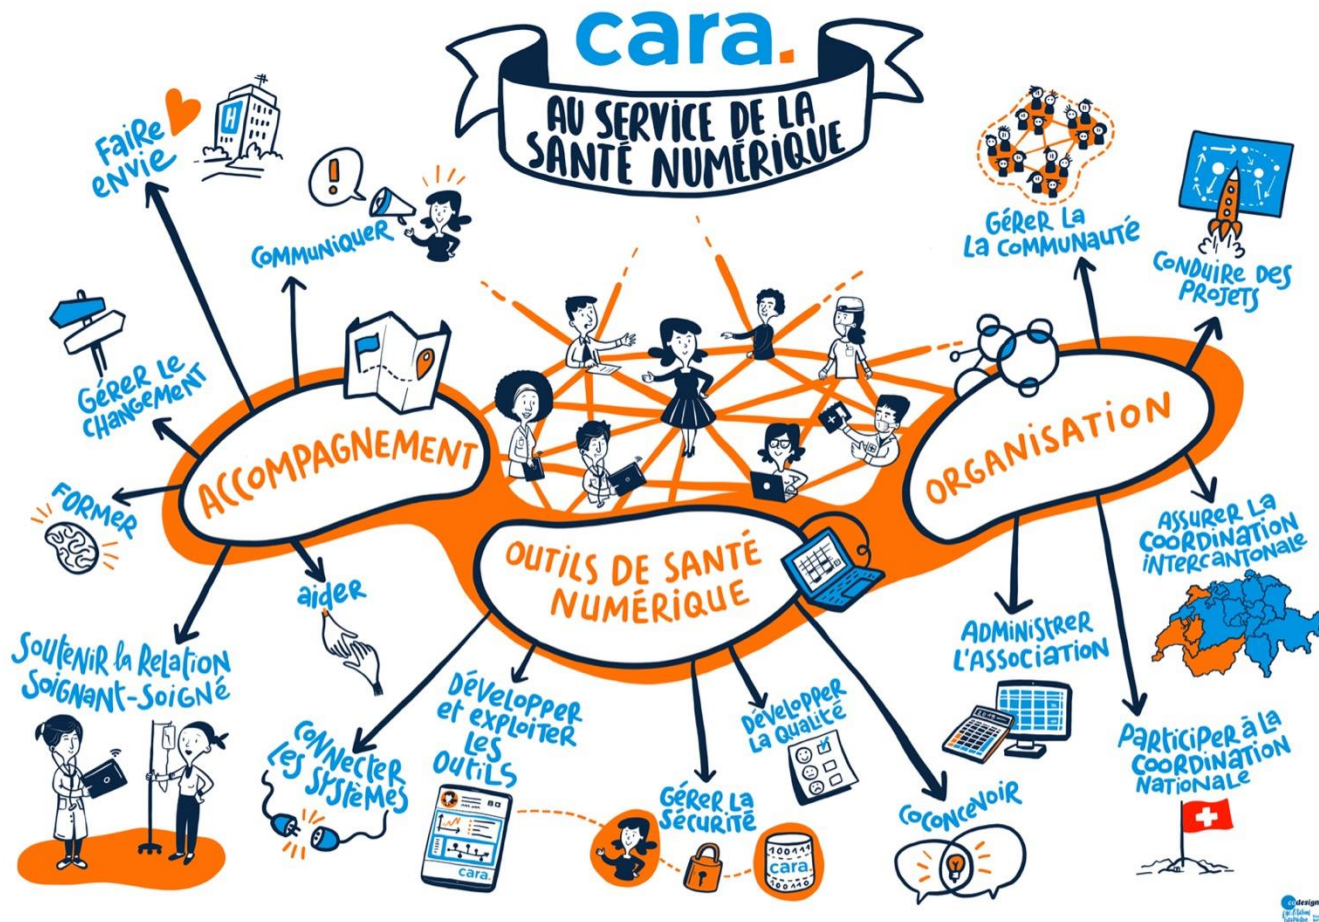 cara.
AU SERVICE DE LA
SANTÉ NUMÉRIQUE
FAIRE
ENVIE
H
!
COMMUNIQUER
GÉRER LE
CHANGEMENT
FORMER
ACCOMPAGNEMENT
aider
Soutenir la Relation
Soignant-Soigné
OUTILS DE SANTÉ
NUMÉRIQUE
CONNECTER
LES SYSTÈMES
DÉVELOPPER
et exploiter
LES
OUTILS
cara.
GÉRER LA
SÉCURITÉ
100111
cara.
100110
DÉVELOPPER
LA QUALITÉ
COCONCEVOIR
ORGANISATION
GÉRER LA
LA COMMUNAUTÉ
CONDUIRE DES
PROJETS
ASSURER LA
COORDINATION
INTERCANTONALE
ADMINISTRER
L'ASSOCIATION
PARTICIPER À LA
COORDINATION
NATIONALE
codesign